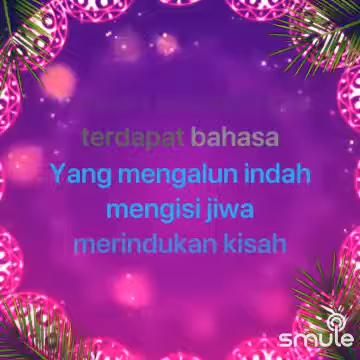 terdapat bahasa
Yang mengalun indah
mengisi jiwa
merindukan kisah
smule